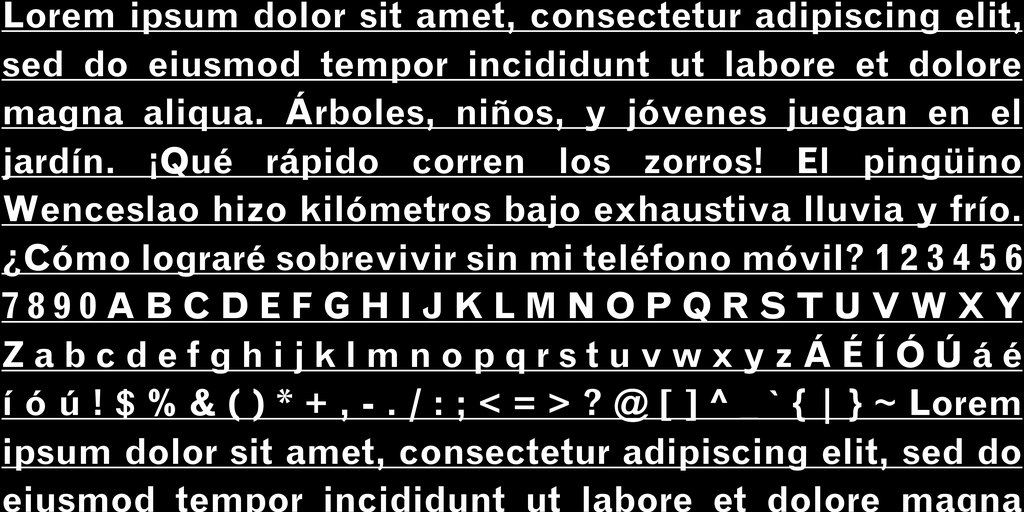 Lorem ipsum dolor sit amet, consectetur adipiscing elit,
sed do eiusmod tempor incididunt ut labore et dolore
magna aliqua. Árboles, niños, y jóvenes juegan en el
jardín. ¡Qué rápido corren los zorros! El pingüino
Wenceslao hizo kilómetros bajo exhaustiva lluvia y frío.
¿Cómo lograré sobrevivir sin mi teléfono móvil? 1 2 3 4 5 6
7 8 9 0 A B C D E F G H I J K L M N O P Q R S T U V W X Y
Z a b c d e f g h i j k l m n o p q r s t u v w x y z Á É Í Ó Ú á é
í ó ú ! $ % & ( ) * + , - . / : ; < = > ? @ [ ] ^ _ ` { | } ~ Lorem
ipsum dolor sit amet, consectetur adipiscing elit, sed do
eiusmod tempor incididunt ut labore et dolore magna